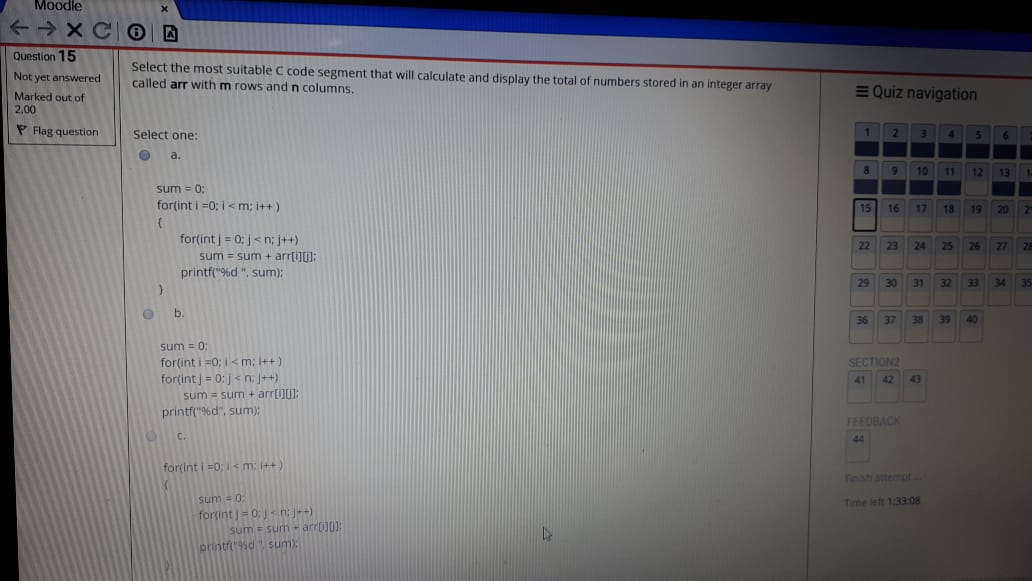 Moodle
Question 15
Not yet answered
Marked out of
2.00
Flag question
Select the most suitable C code segment that will calculate and display the total of numbers stored in an integer array
called arr with m rows and n columns.
Select one:
a.
sum = 0;
for(int i =0; i < m; i++ )
{
for(int j = 0; j < n; j++)
sum = sum + arr[i][j];
printf("%d ", sum);
}
b.
sum = 0;
for(int i =0; i < m; i++ )
for(int j = 0; j < n; j++)
sum = sum + arr[i][j];
printf("%d", sum);
c.
for(int i =0; i < m; i++ )
{
sum = 0;
for(int j = 0; j < n; j++)
sum = sum + arr[i][j];
printf("%d ", sum);
}
Quiz navigation
1 2 3 4 5 6
8 9 10 11 12 13
15 16 17 18 19 20
22 23 24 25 26 27 28
29 30 31 32 33 34 35
36 37 38 39 40
SECTION2
41 42 43
FEEDBACK
44
Finish attempt ...
Time left 1:33:08